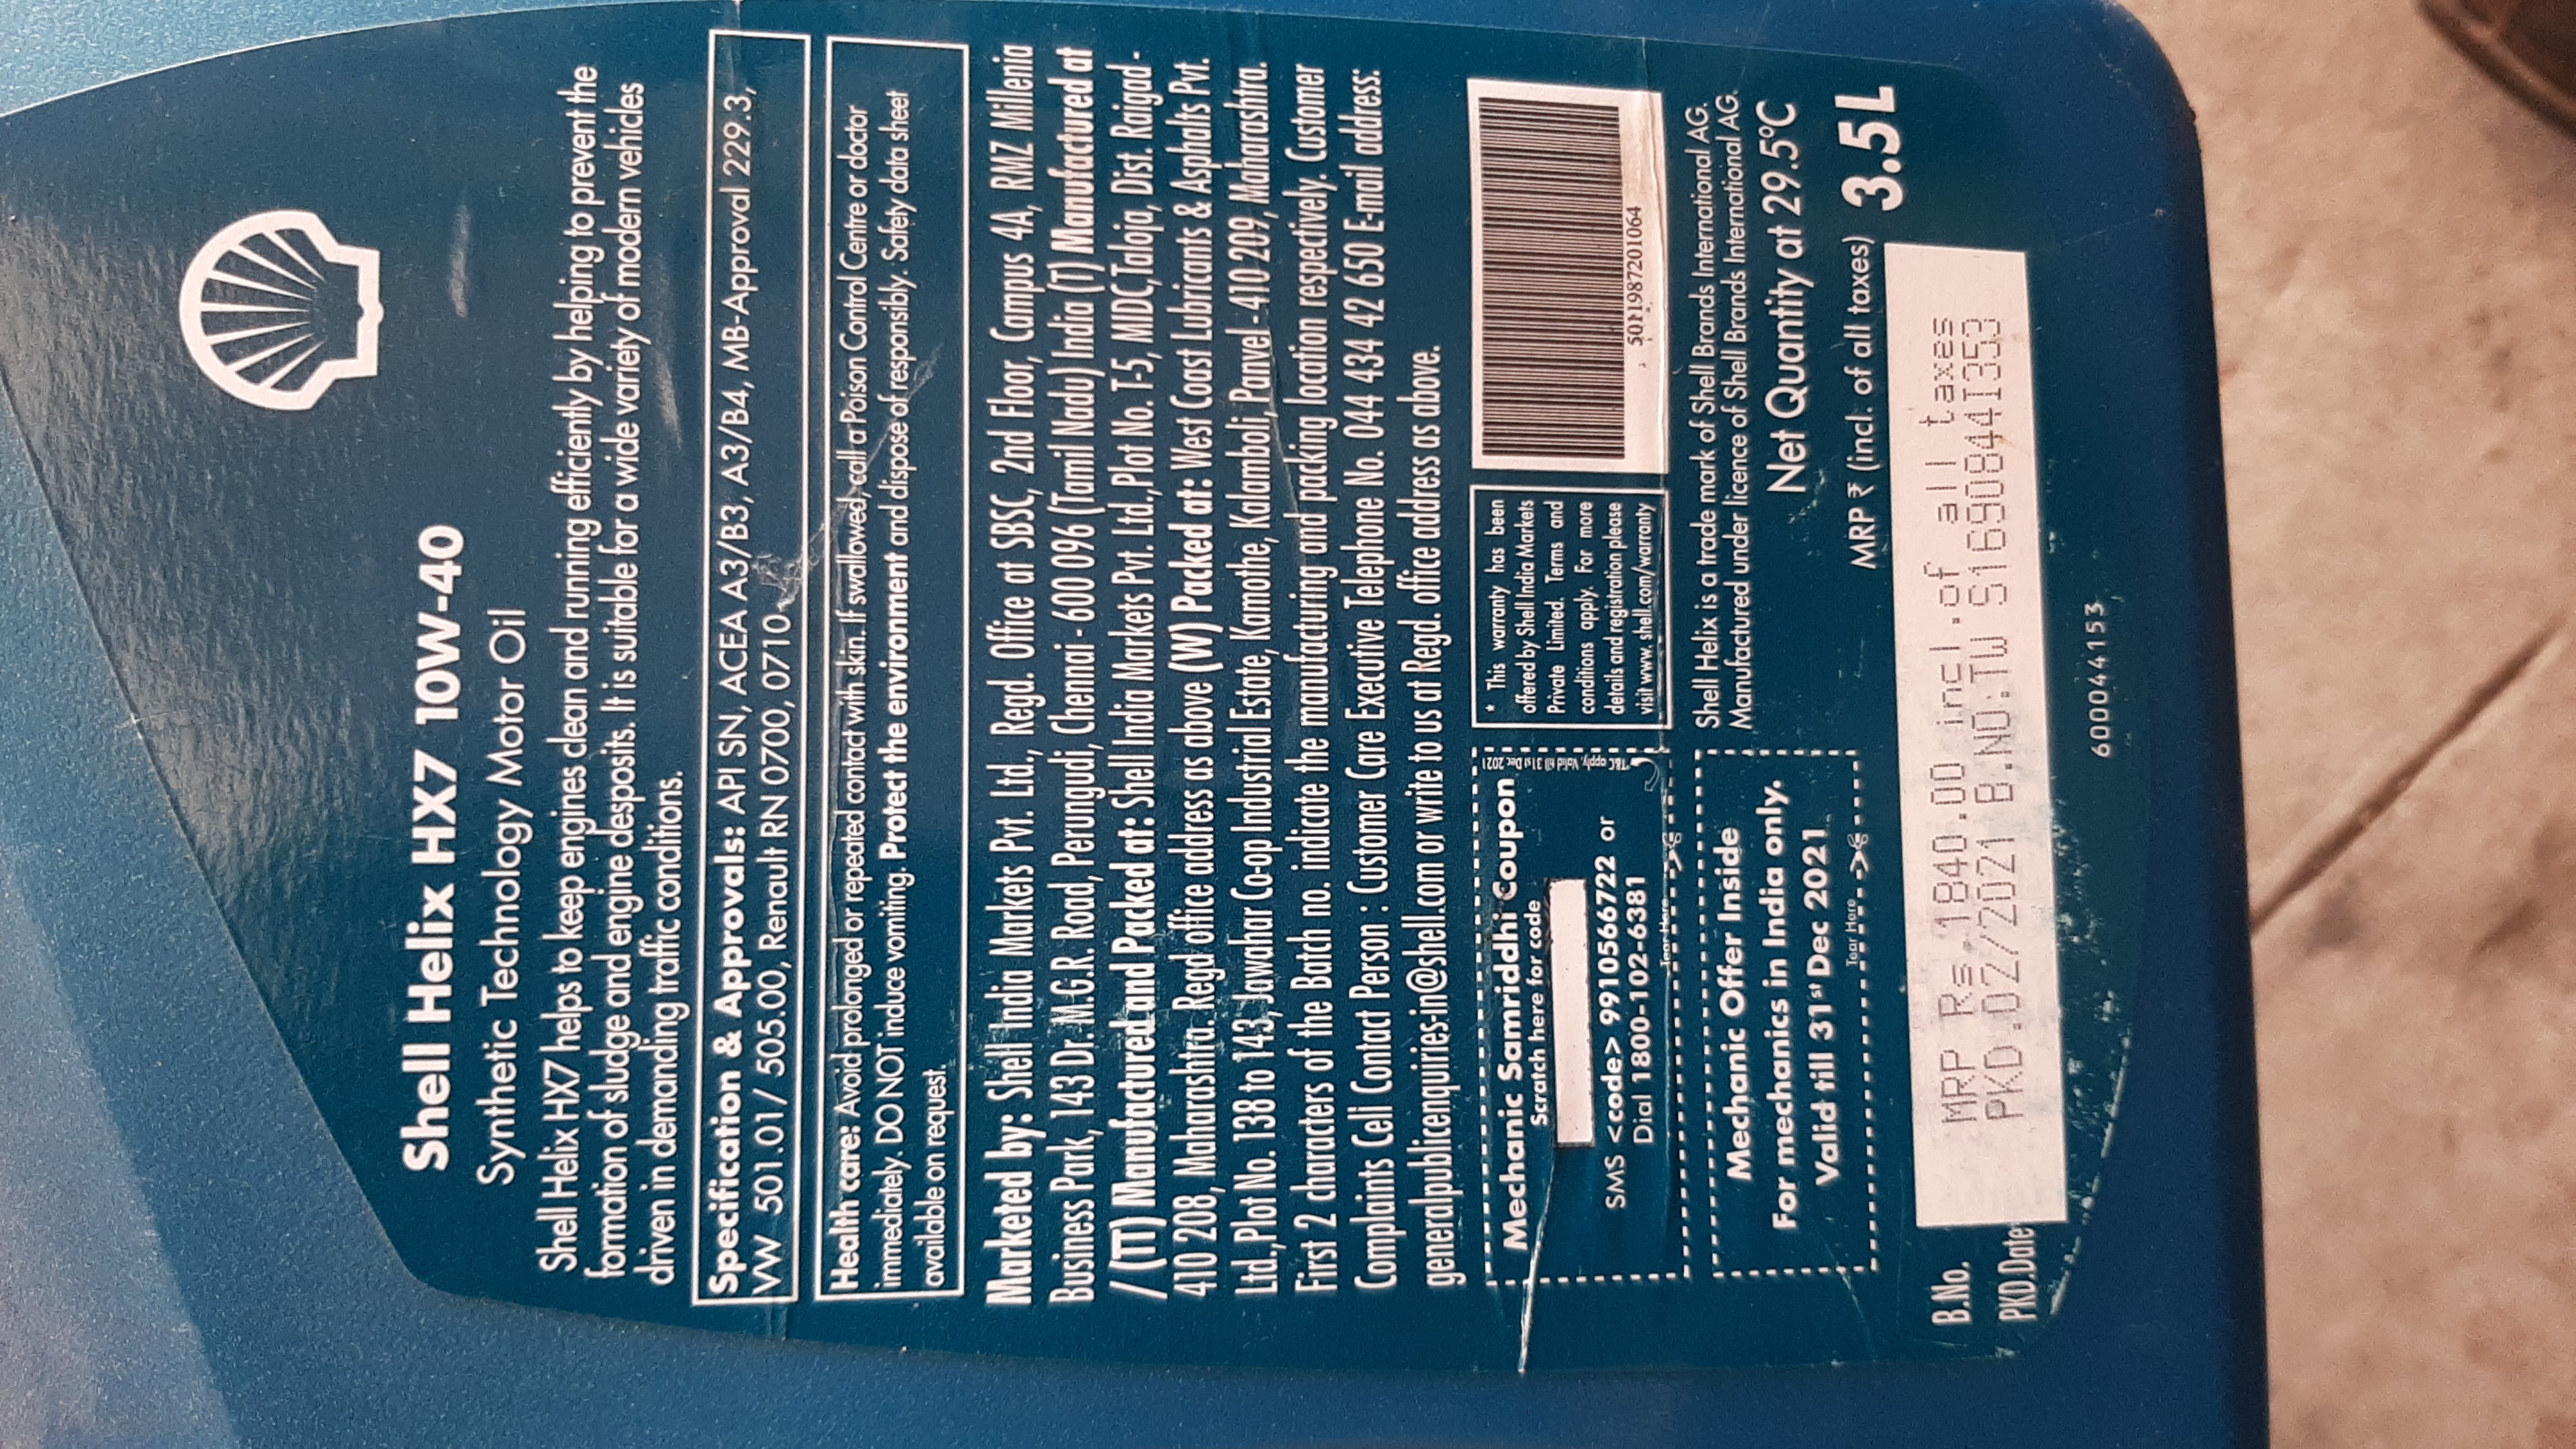 Shell Helix HX7 10W-40
Synthetic Technology Motor Oil
Shell Helix HX7 helps to keep engines clean and running efficiently by helping to prevent the
formation of sludge and engine desposits. It is suitable for a wide variety of modern vehicles
driven in demanding traffic conditions.
Specification & Approvals: API SN, ACEA A3/B3, A3/B4, MB-Approval 229.3,
VW 501.01/ 505.00, Renault RN 0700, 0710
Health care: Avoid prolonged or repeated contact with skin. If swallowed, call a Poison Control Centre or doctor
immediately. DO NOT induce vomiting. Protect the environment and dispose of responsibly. Safety data sheet
available on request.
Marketed by: Shell India Markets Pvt. Ltd., Regd. Office at SBSC, 2nd Floor, Campus 4A, RMZ Millenia
Business Park, 143 Dr. M.G.R. Road, Perungudi, Chennai - 600 096 (Tamil Nadu) India (T) Manufactured at
/ (TT) Manufactured and Packed at: Shell India Markets Pvt. Ltd.,Plot No. T-5, MIDC,Taloja, Dist. Raigad -
410 208, Maharashtra. Regd office address as above (W) Packed at: West Coast Lubricants & Asphalts Pvt.
Ltd.,Plot No. 138 to 143, Jawahar Co-op Industrial Estate, Kamothe, Kalamboli, Panvel - 410 209, Maharashtra.
First 2 characters of the Batch no. indicate the manufacturing and packing location respectively. Customer
Complaints Cell Contact Person : Customer Care Executive Telephone No. 044 434 42 650 E-mail address:
generalpublicenquiries-in@shell.com or write to us at Regd. office address as above.
Mechanic Samriddhi Coupon
Scratch here for code
SMS <code> 9910566722 or
Dial 1800-102-6381
Tear Here
*T&C apply. Valid till 31st Dec 2021
* This warranty has been
offered by Shell India Markets
Private Limited. Terms and
conditions apply. For more
details and registration please
visit www. shell.com/warranty
5011987201064
Mechanic Offer Inside
For mechanics in India only.
Valid till 31st Dec 2021
Tear Here
Shell Helix is a trade mark of Shell Brands International AG.
Manufactured under licence of Shell Brands International AG.
Net Quantity at 29.5°C
MRP ₹ (incl. of all taxes) 3.5L
B.No.
PKD.Date
MRP Rs.1840.00 incl.of all taxes
PKD.02/2021 B.NO:TW S1690844I353
600044153